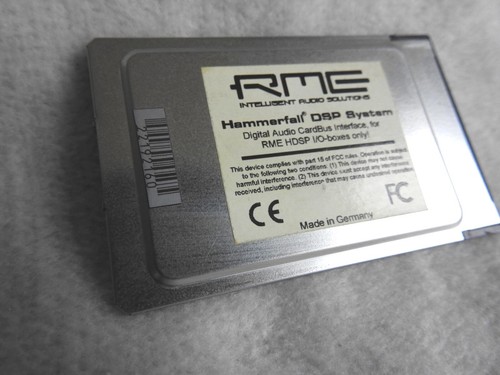 RME
INTELLIGENT AUDIO SOLUTIONS
Hammerfall® DSP System
Digital Audio CardBus Interface, for
RME HDSP I/O-boxes only!
This device complies with part 15 of FCC rules. Operation is subject
to the following two conditions: (1) This device may not cause
harmful interference. (2) This device must accept any interference
received, including interference that may cause undesired
CE
FC
Made in Germany